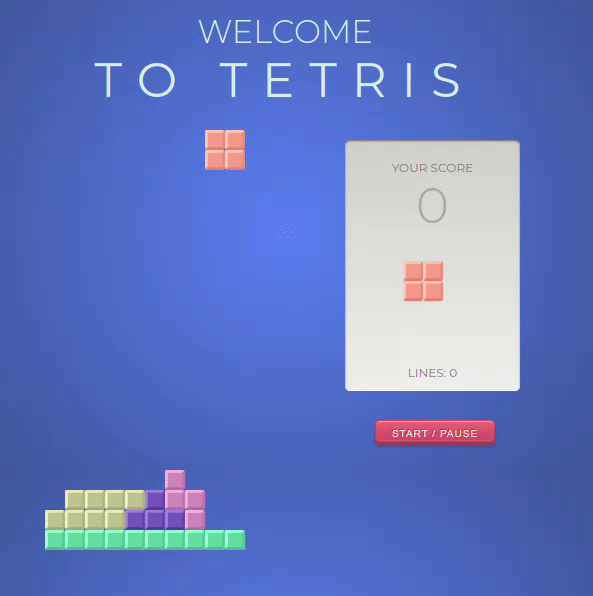 WELCOME
TO TETRIS
YOUR SCORE
0
LINES: 0
START / PAUSE